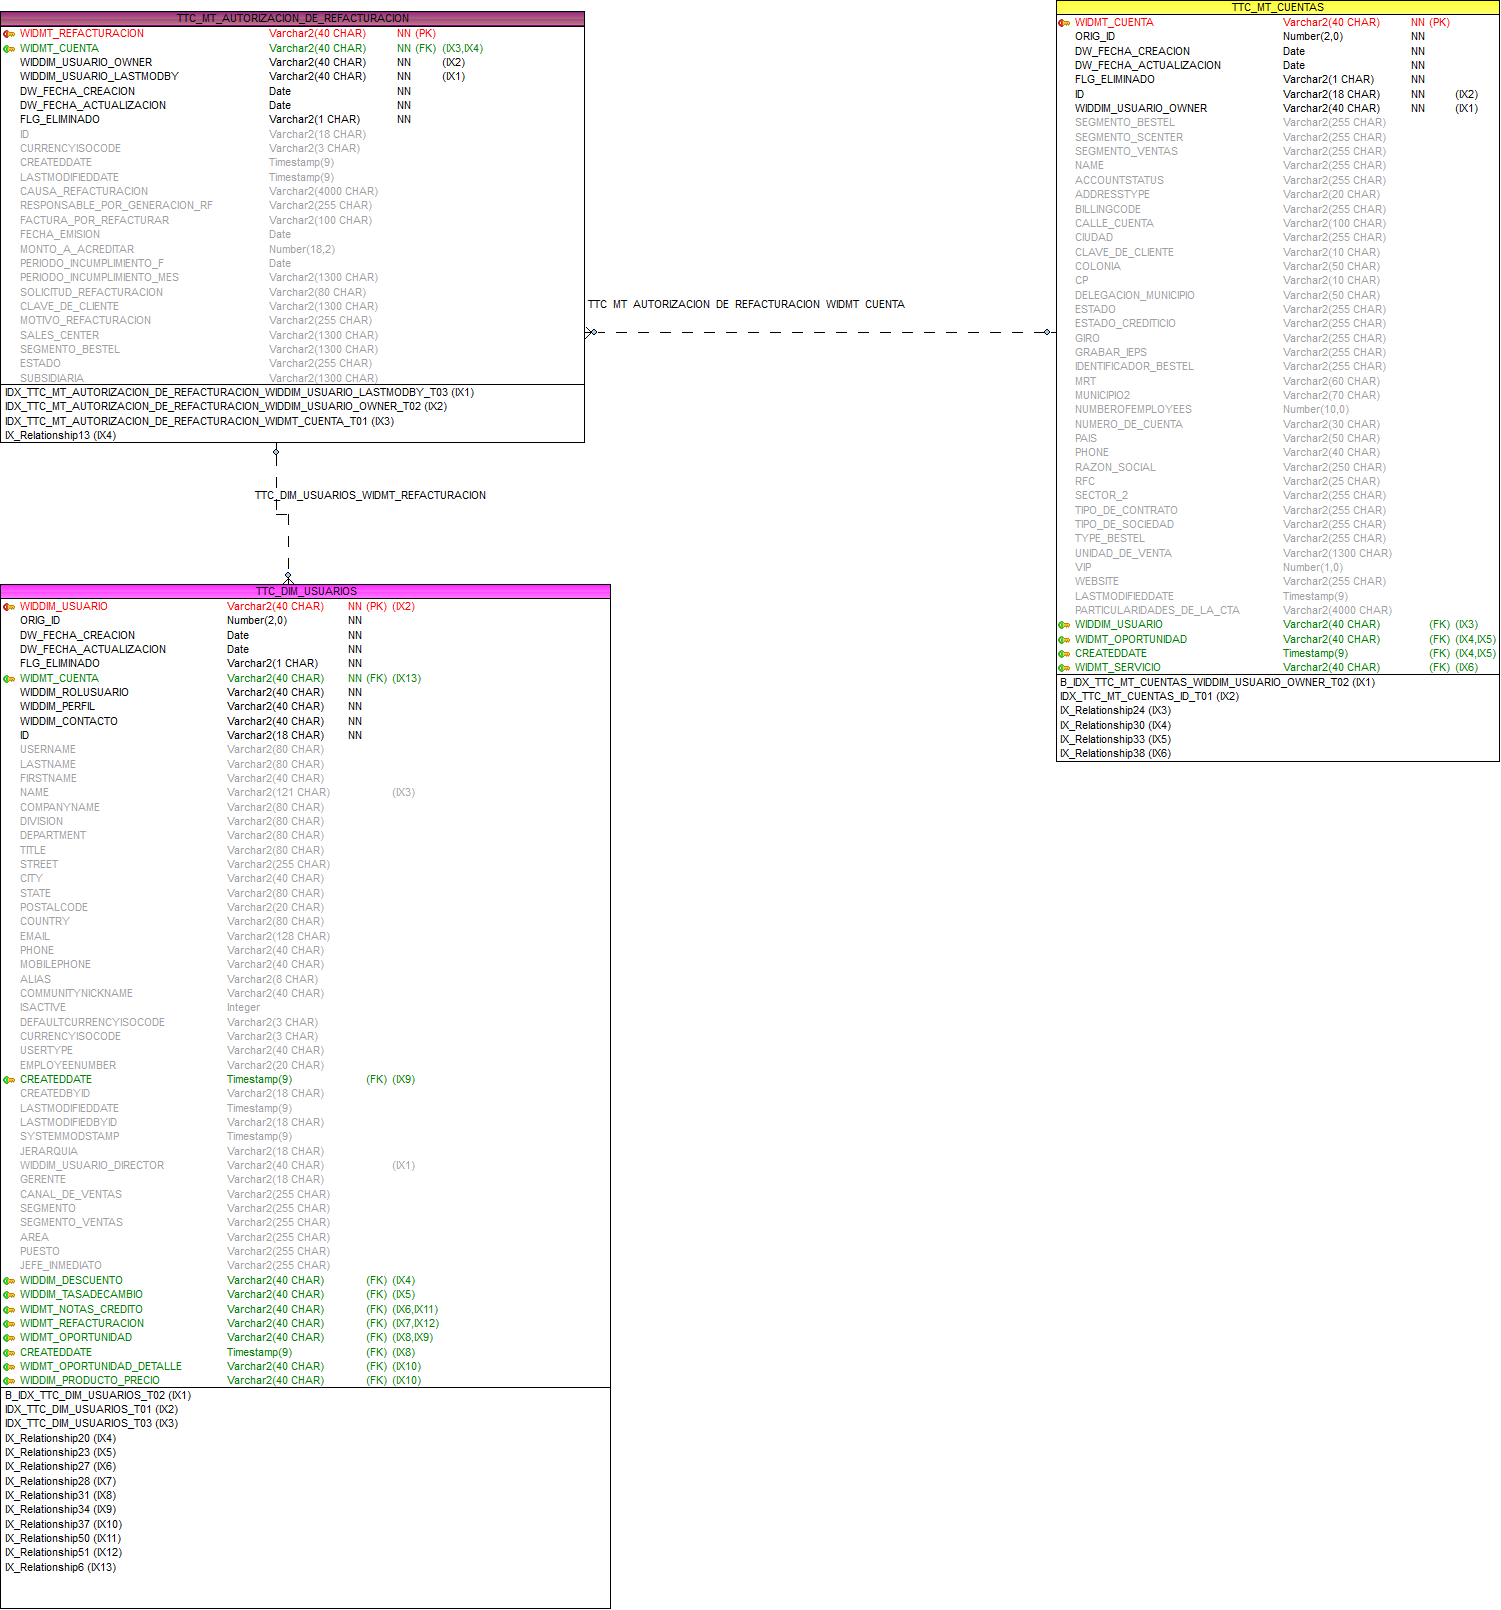 TTC_MT_AUTORIZACION_DE_REFACTURACION
WIDMT_REFACTURACION Varchar2(40 CHAR) NN (PK)
WIDMT_CUENTA Varchar2(40 CHAR) NN (FK) (IX3,IX4)
WIDDIM_USUARIO_OWNER Varchar2(40 CHAR) NN (IX2)
WIDDIM_USUARIO_LASTMODBY Varchar2(40 CHAR) NN (IX1)
DW_FECHA_CREACION Date NN
DW_FECHA_ACTUALIZACION Date NN
FLG_ELIMINADO Varchar2(1 CHAR) NN
ID Varchar2(18 CHAR)
CURRENCYISOCODE Varchar2(3 CHAR)
CREATEDDATE Timestamp(9)
LASTMODIFIEDDATE Timestamp(9)
CAUSA_REFACTURACION Varchar2(4000 CHAR)
RESPONSABLE_POR_GENERACION_RF Varchar2(255 CHAR)
FACTURA_POR_REFACTURAR Varchar2(100 CHAR)
FECHA_EMISION Date
MONTO_A_ACREDITAR Number(18,2)
PERIODO_INCUMPLIMIENTO_F Date
PERIODO_INCUMPLIMIENTO_MES Varchar2(1300 CHAR)
SOLICITUD_REFACTURACION Varchar2(80 CHAR)
CLAVE_DE_CLIENTE Varchar2(1300 CHAR)
MOTIVO_REFACTURACION Varchar2(255 CHAR)
SALES_CENTER Varchar2(1300 CHAR)
SEGMENTO_BESTEL Varchar2(1300 CHAR)
ESTADO Varchar2(255 CHAR)
SUBSIDIARIA Varchar2(1300 CHAR)
IDX_TTC_MT_AUTORIZACION_DE_REFACTURACION_WIDDIM_USUARIO_LASTMODBY_T03 (IX1)
IDX_TTC_MT_AUTORIZACION_DE_REFACTURACION_WIDDIM_USUARIO_OWNER_T02 (IX2)
IDX_TTC_MT_AUTORIZACION_DE_REFACTURACION_WIDMT_CUENTA_T01 (IX3)
IX_Relationship13 (IX4)
TTC_MT_AUTORIZACION_DE_REFACTURACION_WIDMT_CUENTA
TTC_MT_CUENTAS
WIDMT_CUENTA Varchar2(40 CHAR) NN (PK)
ORIG_ID Number(2,0) NN
DW_FECHA_CREACION Date NN
DW_FECHA_ACTUALIZACION Date NN
FLG_ELIMINADO Varchar2(1 CHAR) NN
ID Varchar2(18 CHAR) NN (IX2)
WIDDIM_USUARIO_OWNER Varchar2(40 CHAR) NN (IX1)
SEGMENTO_BESTEL Varchar2(255 CHAR)
SEGMENTO_SCENTER Varchar2(255 CHAR)
SEGMENTO_VENTAS Varchar2(255 CHAR)
NAME Varchar2(255 CHAR)
ACCOUNTSTATUS Varchar2(255 CHAR)
ADDRESSTYPE Varchar2(20 CHAR)
BILLINGCODE Varchar2(255 CHAR)
CALLE_CUENTA Varchar2(100 CHAR)
CIUDAD Varchar2(255 CHAR)
CLAVE_DE_CLIENTE Varchar2(10 CHAR)
COLONIA Varchar2(50 CHAR)
CP Varchar2(10 CHAR)
DELEGACION_MUNICIPIO Varchar2(50 CHAR)
ESTADO Varchar2(255 CHAR)
ESTADO_CREDITICIO Varchar2(255 CHAR)
GIRO Varchar2(255 CHAR)
GRABAR_IEPS Varchar2(255 CHAR)
IDENTIFICADOR_BESTEL Varchar2(255 CHAR)
MRT Varchar2(60 CHAR)
MUNICIPIO2 Varchar2(70 CHAR)
NUMBEROFEMPLOYEES Number(10,0)
NUMERO_DE_CUENTA Varchar2(30 CHAR)
PAIS Varchar2(50 CHAR)
PHONE Varchar2(40 CHAR)
RAZON_SOCIAL Varchar2(250 CHAR)
RFC Varchar2(25 CHAR)
SECTOR_2 Varchar2(255 CHAR)
TIPO_DE_CONTRATO Varchar2(255 CHAR)
TIPO_DE_SOCIEDAD Varchar2(255 CHAR)
TYPE_BESTEL Varchar2(255 CHAR)
UNIDAD_DE_VENTA Varchar2(1300 CHAR)
VIP Number(1,0)
WEBSITE Varchar2(255 CHAR)
LASTMODIFIEDDATE Timestamp(9)
PARTICULARIDADES_DE_LA_CTA Varchar2(4000 CHAR)
WIDDIM_USUARIO Varchar2(40 CHAR) (FK) (IX3)
WIDMT_OPORTUNIDAD Varchar2(40 CHAR) (FK) (IX4,IX5)
CREATEDDATE Timestamp(9) (FK) (IX4,IX5)
WIDMT_SERVICIO Varchar2(40 CHAR) (FK) (IX6)
B_IDX_TTC_MT_CUENTAS_WIDDIM_USUARIO_OWNER_T02 (IX1)
IDX_TTC_MT_CUENTAS_ID_T01 (IX2)
IX_Relationship24 (IX3)
IX_Relationship30 (IX4)
IX_Relationship33 (IX5)
IX_Relationship38 (IX6)
TTC_DIM_USUARIOS_WIDMT_REFACTURACION
TTC_DIM_USUARIOS
WIDDIM_USUARIO Varchar2(40 CHAR) NN (PK) (IX2)
ORIG_ID Number(2,0) NN
DW_FECHA_CREACION Date NN
DW_FECHA_ACTUALIZACION Date NN
FLG_ELIMINADO Varchar2(1 CHAR) NN
WIDMT_CUENTA Varchar2(40 CHAR) NN (FK) (IX13)
WIDDIM_ROLUSUARIO Varchar2(40 CHAR) NN
WIDDIM_PERFIL Varchar2(40 CHAR) NN
WIDDIM_CONTACTO Varchar2(40 CHAR) NN
ID Varchar2(18 CHAR) NN
USERNAME Varchar2(80 CHAR)
LASTNAME Varchar2(80 CHAR)
FIRSTNAME Varchar2(40 CHAR)
NAME Varchar2(121 CHAR) (IX3)
COMPANYNAME Varchar2(80 CHAR)
DIVISION Varchar2(80 CHAR)
DEPARTMENT Varchar2(80 CHAR)
TITLE Varchar2(80 CHAR)
STREET Varchar2(255 CHAR)
CITY Varchar2(40 CHAR)
STATE Varchar2(80 CHAR)
POSTALCODE Varchar2(20 CHAR)
COUNTRY Varchar2(80 CHAR)
EMAIL Varchar2(128 CHAR)
PHONE Varchar2(40 CHAR)
MOBILEPHONE Varchar2(40 CHAR)
ALIAS Varchar2(8 CHAR)
COMMUNITYNICKNAME Varchar2(40 CHAR)
ISACTIVE Integer
DEFAULTCURRENCYISOCODE Varchar2(3 CHAR)
CURRENCYISOCODE Varchar2(3 CHAR)
USERTYPE Varchar2(40 CHAR)
EMPLOYEENUMBER Varchar2(20 CHAR)
CREATEDDATE Timestamp(9) (FK) (IX9)
CREATEDBYID Varchar2(18 CHAR)
LASTMODIFIEDDATE Timestamp(9)
LASTMODIFIEDBYID Varchar2(18 CHAR)
SYSTEMMODSTAMP Timestamp(9)
JERARQUIA Varchar2(18 CHAR)
WIDDIM_USUARIO_DIRECTOR Varchar2(40 CHAR) (IX1)
GERENTE Varchar2(18 CHAR)
CANAL_DE_VENTAS Varchar2(255 CHAR)
SEGMENTO Varchar2(255 CHAR)
SEGMENTO_VENTAS Varchar2(255 CHAR)
AREA Varchar2(255 CHAR)
PUESTO Varchar2(255 CHAR)
JEFE_INMEDIATO Varchar2(255 CHAR)
WIDDIM_DESCUENTO Varchar2(40 CHAR) (FK) (IX4)
WIDDIM_TASADECAMBIO Varchar2(40 CHAR) (FK) (IX5)
WIDMT_NOTAS_CREDITO Varchar2(40 CHAR) (FK) (IX6,IX11)
WIDMT_REFACTURACION Varchar2(40 CHAR) (FK) (IX7,IX12)
WIDMT_OPORTUNIDAD Varchar2(40 CHAR) (FK) (IX8,IX9)
CREATEDDATE Timestamp(9) (FK) (IX8)
WIDMT_OPORTUNIDAD_DETALLE Varchar2(40 CHAR) (FK) (IX10)
WIDDIM_PRODUCTO_PRECIO Varchar2(40 CHAR) (FK) (IX10)
B_IDX_TTC_DIM_USUARIOS_T02 (IX1)
IDX_TTC_DIM_USUARIOS_T01 (IX2)
IDX_TTC_DIM_USUARIOS_T03 (IX3)
IX_Relationship20 (IX4)
IX_Relationship23 (IX5)
IX_Relationship27 (IX6)
IX_Relationship28 (IX7)
IX_Relationship31 (IX8)
IX_Relationship34 (IX9)
IX_Relationship37 (IX10)
IX_Relationship50 (IX11)
IX_Relationship51 (IX12)
IX_Relationship6 (IX13)